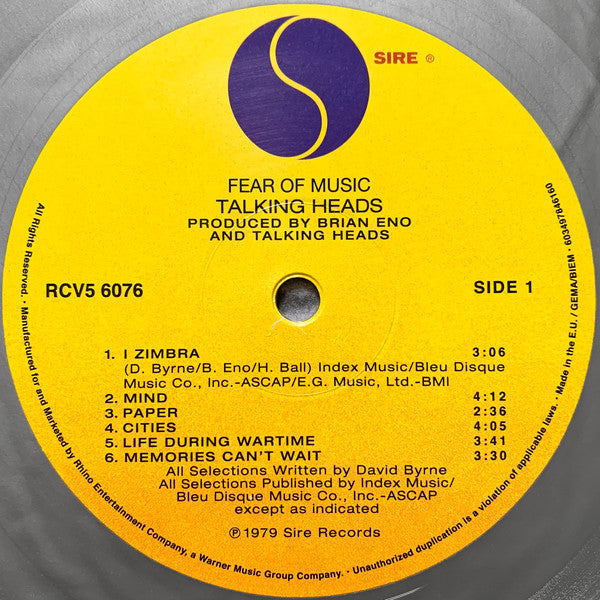 SIRE ®
FEAR OF MUSIC
TALKING HEADS
PRODUCED BY BRIAN ENO
AND TALKING HEADS
RCV5 6076
SIDE 1
1. I ZIMBRA 3:06
(D. Byrne/B. Eno/H. Ball) Index Music/Bleu Disque
Music Co., Inc.-ASCAP/E.G. Music, Ltd.-BMI
2. MIND 4:12
3. PAPER 2:36
4. CITIES 4:05
5. LIFE DURING WARTIME 3:41
6. MEMORIES CAN'T WAIT 3:30
All Selections Written by David Byrne
All Selections Published by Index Music/
Bleu Disque Music Co., Inc.-ASCAP
except as indicated
℗ 1979 Sire Records
All Rights Reserved. • Manufactured for and Marketed by Rhino Entertainment Company, a Warner Music Group Company. • Unauthorized duplication is a violation of applicable laws. • Made in the E.U. / GEMA/BIEM • 603497846160